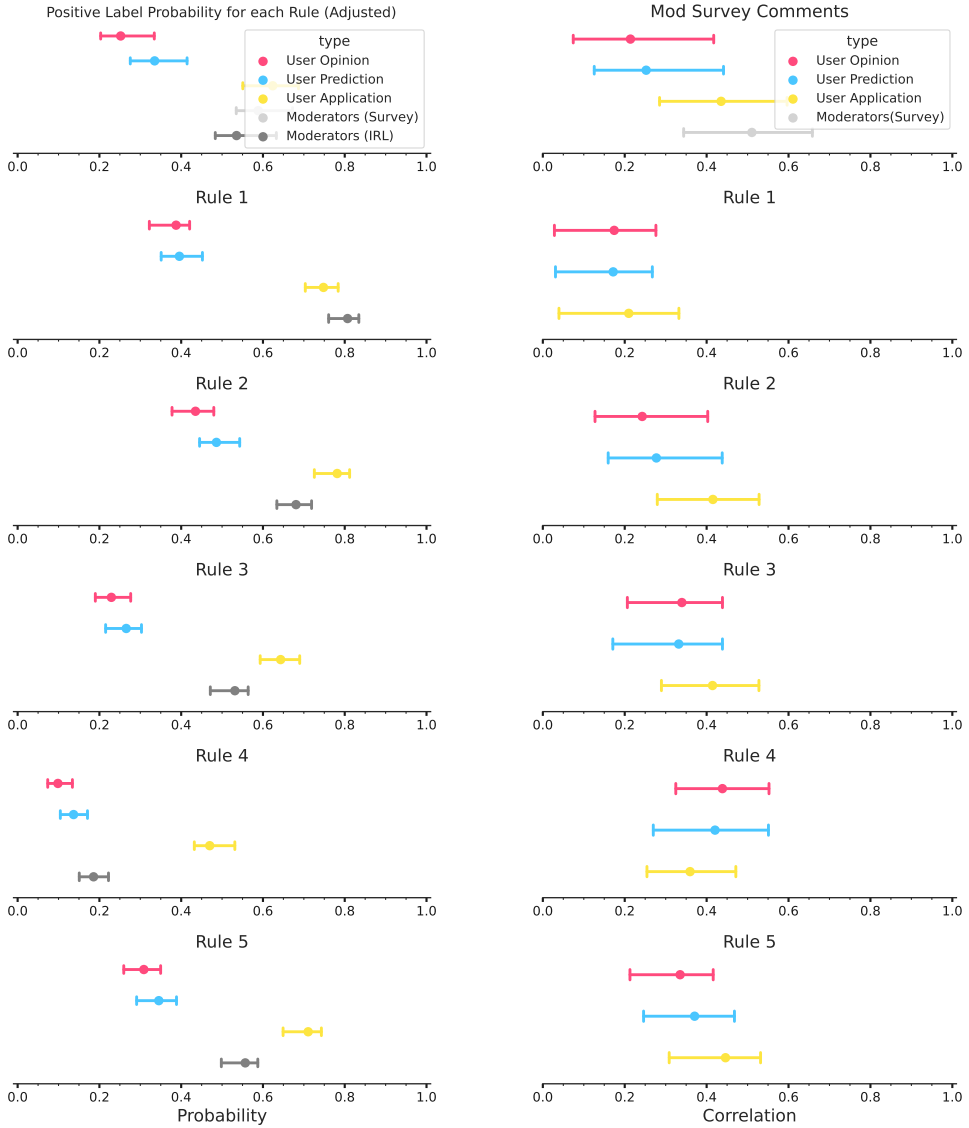 Positive Label Probability for each Rule (Adjusted)
type
User Opinion
User Prediction
User Application
Moderators (Survey)
Moderators (IRL)
0.0 0.2 0.4 0.6 0.8 1.0
Mod Survey Comments
type
User Opinion
User Prediction
User Application
Moderators(Survey)
0.0 0.2 0.4 0.6 0.8 1.0
Rule 1
0.0 0.2 0.4 0.6 0.8 1.0
Rule 1
0.0 0.2 0.4 0.6 0.8 1.0
Rule 2
0.0 0.2 0.4 0.6 0.8 1.0
Rule 2
0.0 0.2 0.4 0.6 0.8 1.0
Rule 3
0.0 0.2 0.4 0.6 0.8 1.0
Rule 3
0.0 0.2 0.4 0.6 0.8 1.0
Rule 4
0.0 0.2 0.4 0.6 0.8 1.0
Rule 4
0.0 0.2 0.4 0.6 0.8 1.0
Rule 5
0.0 0.2 0.4 0.6 0.8 1.0
Probability
Rule 5
0.0 0.2 0.4 0.6 0.8 1.0
Correlation